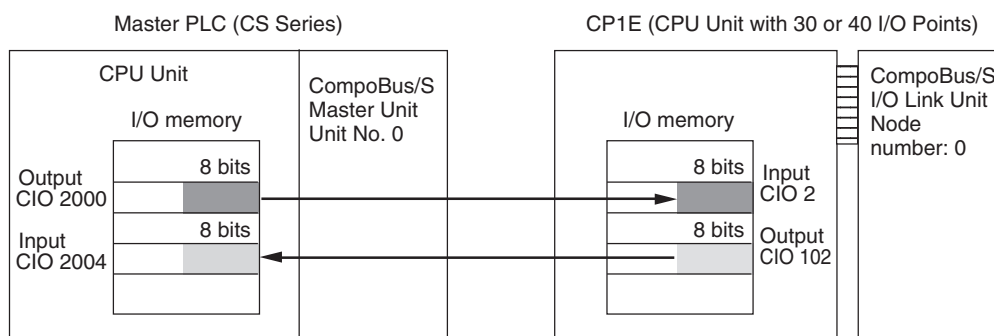 Master PLC (CS Series)
CPU Unit
I/O memory
8 bits
Output
CIO 2000
8 bits
Input
CIO 2004
CompoBus/S
Master Unit
Unit No. 0
CP1E (CPU Unit with 30 or 40 I/O Points)
I/O memory
8 bits
Input
CIO 2
8 bits
Output
CIO 102
CompoBus/S
I/O Link Unit
Node
number: 0